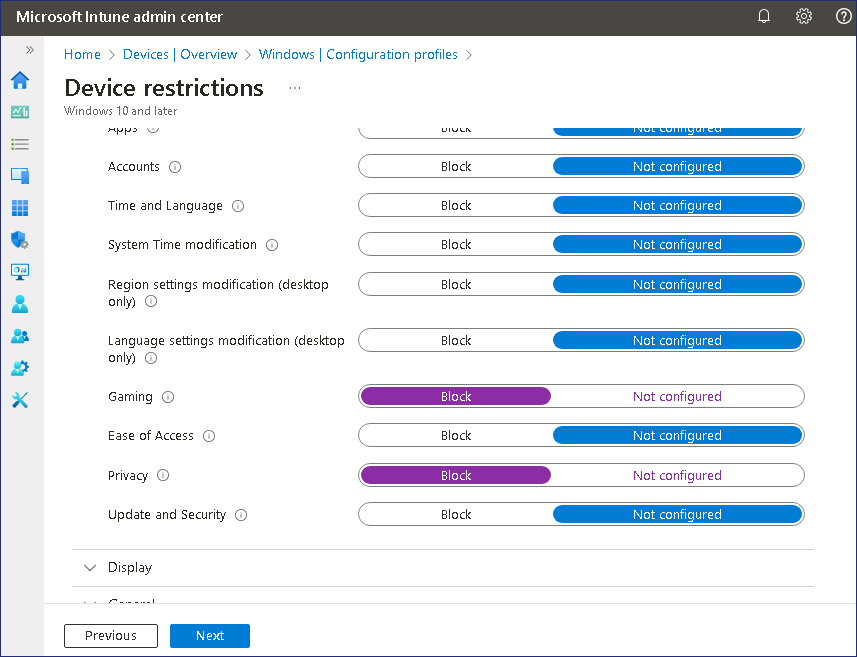 Microsoft Intune admin center
Home > Devices | Overview > Windows | Configuration profiles >
Device restrictions ...
Windows 10 and later
Apps Block Not configured
Accounts Block Not configured
Time and Language Block Not configured
System Time modification Block Not configured
Region settings modification (desktop
only) Block Not configured
Language settings modification (desktop
only) Block Not configured
Gaming Block Not configured
Ease of Access Block Not configured
Privacy Block Not configured
Update and Security Block Not configured
Display
General
Previous Next